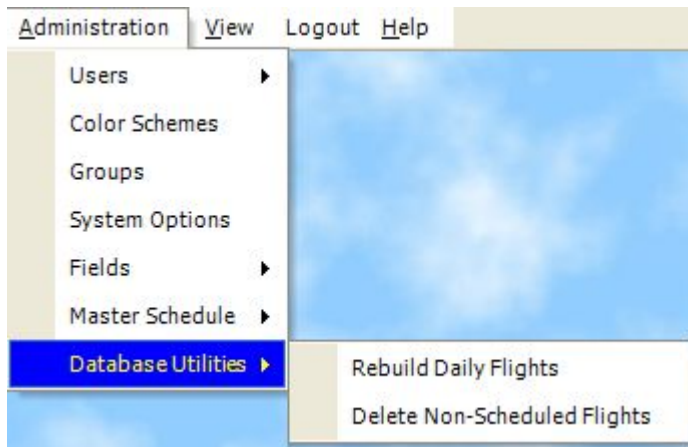 Administration View Logout Help
Users
Color Schemes
Groups
System Options
Fields
Master Schedule
Database Utilities
Rebuild Daily Flights
Delete Non-Scheduled Flights